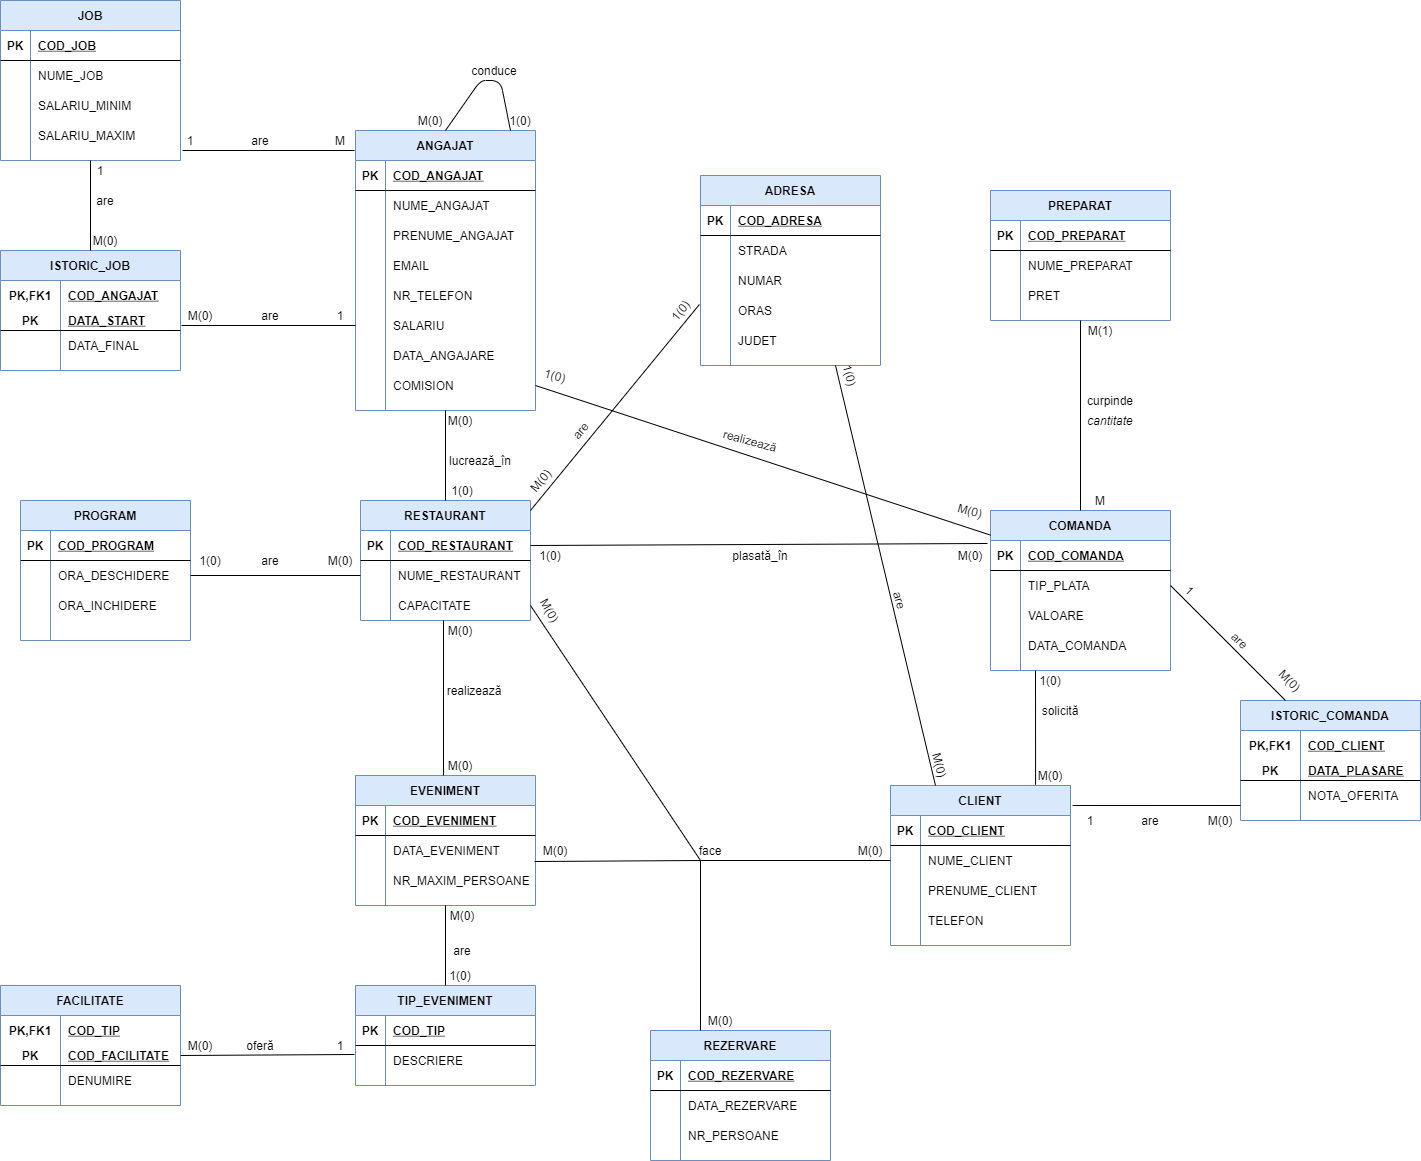 JOB
PK COD_JOB
NUME_JOB
SALARIU_MINIM
SALARIU_MAXIM
1 are M
1
are
M(0)
conduce
M(0) 1(0)
ANGAJAT
PK COD_ANGAJAT
NUME_ANGAJAT
PRENUME_ANGAJAT
EMAIL
NR_TELEFON
SALARIU
DATA_ANGAJARE
COMISION
ISTORIC_JOB
PK,FK1 COD_ANGAJAT
PK DATA_START
DATA_FINAL
M(0) are 1
ADRESA
PK COD_ADRESA
STRADA
NUMAR
ORAS
JUDET
PREPARAT
PK COD_PREPARAT
NUME_PREPARAT
PRET
M(1)
curpinde
cantitate
M
1(0)
are
M(0)
1(0)
realizează
M(0)
1(0)
are
M(0)
M(0)
lucrează_în
1(0)
PROGRAM
PK COD_PROGRAM
ORA_DESCHIDERE
ORA_INCHIDERE
1(0) are M(0)
RESTAURANT
PK COD_RESTAURANT
NUME_RESTAURANT
CAPACITATE
1(0) plasată_în M(0)
COMANDA
PK COD_COMANDA
TIP_PLATA
VALOARE
DATA_COMANDA
1
are
M(0)
1(0)
solicită
M(0)
ISTORIC_COMANDA
PK,FK1 COD_CLIENT
PK DATA_PLASARE
NOTA_OFERITA
M(0)
realizează
M(0)
M(0)
EVENIMENT
PK COD_EVENIMENT
DATA_EVENIMENT
NR_MAXIM_PERSOANE
M(0) face M(0)
CLIENT
PK COD_CLIENT
NUME_CLIENT
PRENUME_CLIENT
TELEFON
1 are M(0)
M(0)
are
1(0)
FACILITATE
PK,FK1 COD_TIP
PK COD_FACILITATE
DENUMIRE
M(0) oferă 1
TIP_EVENIMENT
PK COD_TIP
DESCRIERE
M(0)
REZERVARE
PK COD_REZERVARE
DATA_REZERVARE
NR_PERSOANE